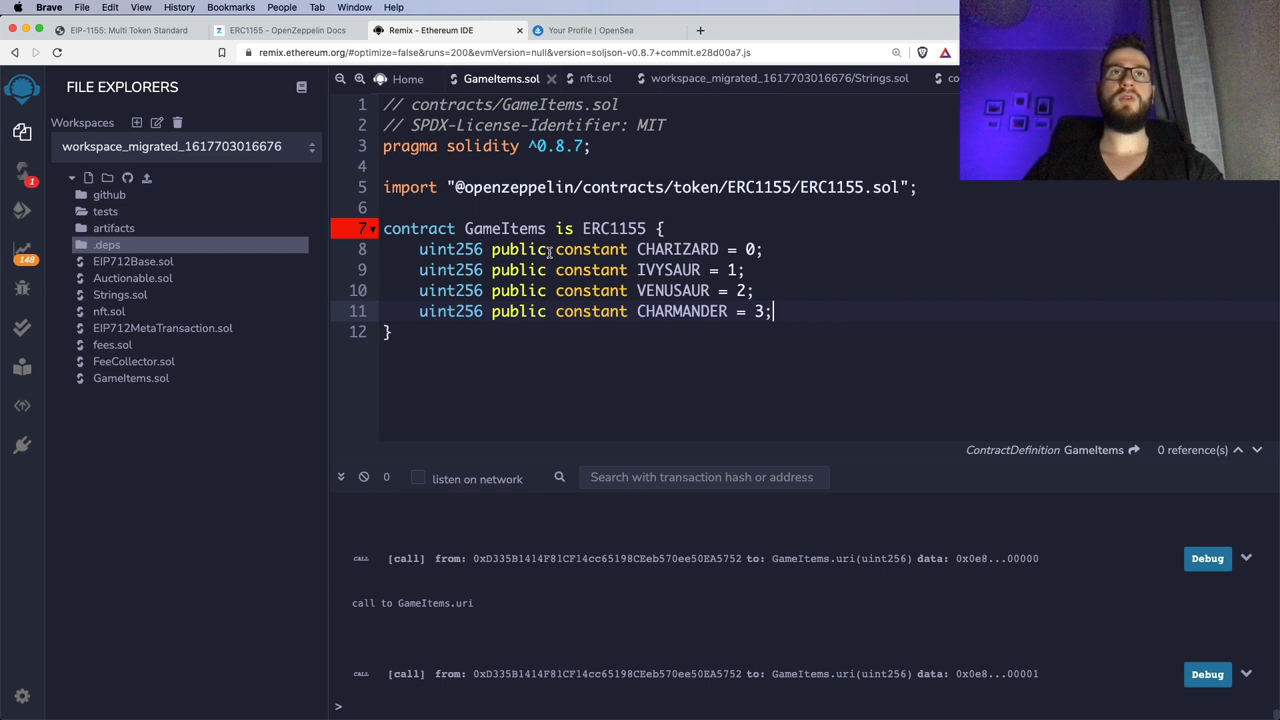 Brave File Edit View History Bookmarks People Tab Window Help
EIP-1155: Multi Token Standard
ERC1155 - OpenZeppelin Docs
Remix - Ethereum IDE
Your Profile | OpenSea
remix.ethereum.org/#optimize=false&runs=200&evmVersion=null&version=soljson-v0.8.7+commit.e28d00a7.js
FILE EXPLORERS
Workspaces
workspace_migrated_1617703016676
github
tests
artifacts
.deps
EIP712Base.sol
Auctionable.sol
Strings.sol
nft.sol
EIP712MetaTransaction.sol
fees.sol
FeeCollector.sol
GameItems.sol
1
148
Home
GameItems.sol
nft.sol
workspace_migrated_1617703016676/Strings.sol
co
1 // contracts/GameItems.sol
2 // SPDX-License-Identifier: MIT
3 pragma solidity ^0.8.7;
4
5 import "@openzeppelin/contracts/token/ERC1155/ERC1155.sol";
6
7 contract GameItems is ERC1155 {
8 uint256 public constant CHARIZARD = 0;
9 uint256 public constant IVYSAUR = 1;
10 uint256 public constant VENUSAUR = 2;
11 uint256 public constant CHARMANDER = 3;
12 }
ContractDefinition GameItems 0 reference(s)
0 listen on network Search with transaction hash or address
CALL [call] from: 0xD335B1414F81CF14cc65198CEeb570ee50EA5752 to: GameItems.uri(uint256) data: 0x0e8...00000 Debug
call to GameItems.uri
CALL [call] from: 0xD335B1414F81CF14cc65198CEeb570ee50EA5752 to: GameItems.uri(uint256) data: 0x0e8...00001 Debug
>